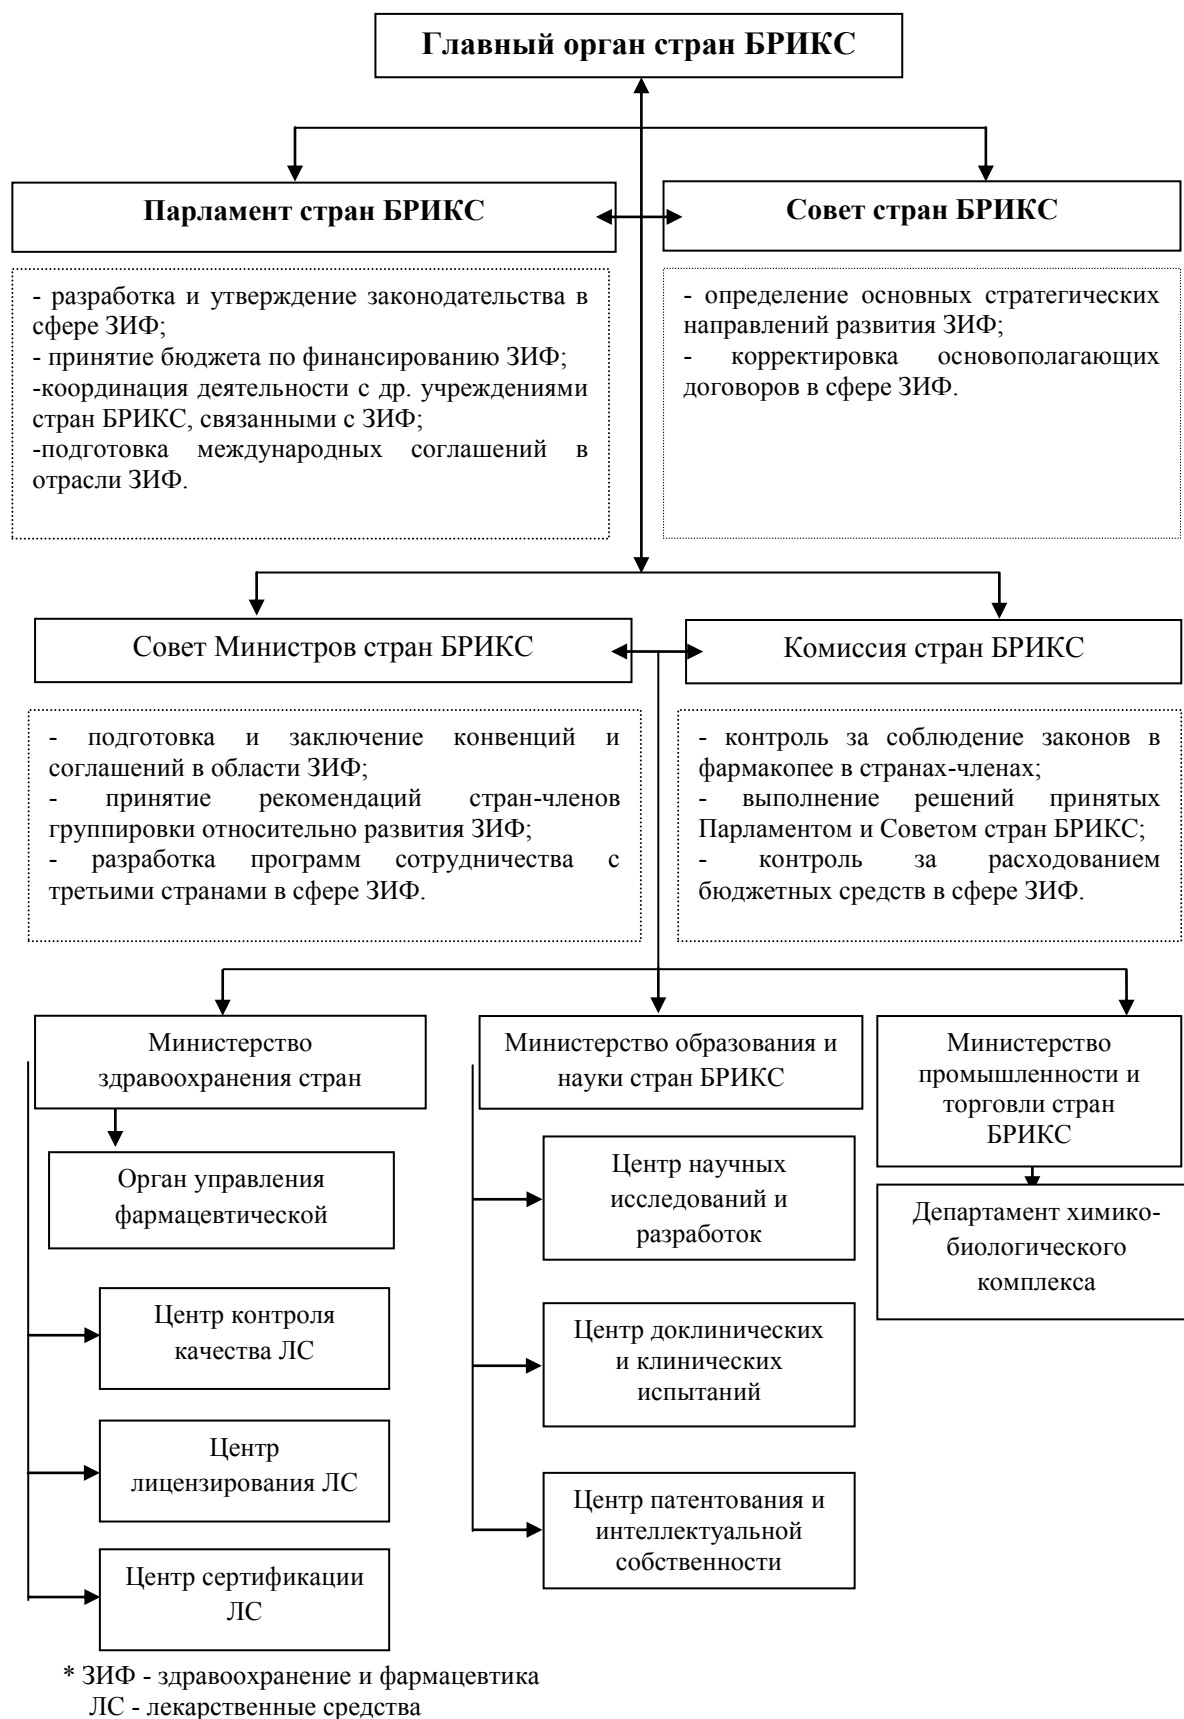 Главный орган стран БРИКС
Парламент стран БРИКС
Совет стран БРИКС
- разработка и утверждение законодательства в
сфере ЗИФ;
- принятие бюджета по финансированию ЗИФ;
-координация деятельности с др. учреждениями
стран БРИКС, связанными с ЗИФ;
-подготовка международных соглашений в
отрасли ЗИФ.
- определение основных стратегических
направлений развития ЗИФ;
- корректировка основополагающих
договоров в сфере ЗИФ.
Совет Министров стран БРИКС
Комиссия стран БРИКС
- подготовка и заключение конвенций и
соглашений в области ЗИФ;
- принятие рекомендаций стран-членов
группировки относительно развития ЗИФ;
- разработка программ сотрудничества с
третьими странами в сфере ЗИФ.
- контроль за соблюдение законов в
фармакопее в странах-членах;
- выполнение решений принятых
Парламентом и Советом стран БРИКС;
- контроль за расходованием
бюджетных средств в сфере ЗИФ.
Министерство
здравоохранения стран
Министерство образования и
науки стран БРИКС
Министерство
промышленности и
торговли стран
БРИКС
Орган управления
фармацевтической
Центр контроля
качества ЛС
Центр
лицензирования ЛС
Центр сертификации
ЛС
Центр научных
исследований и
разработок
Центр доклинических
и клинических
испытаний
Центр патентования и
интеллектуальной
собственности
Департамент химико-
биологического
комплекса
* ЗИФ - здравоохранение и фармацевтика
ЛС - лекарственные средства